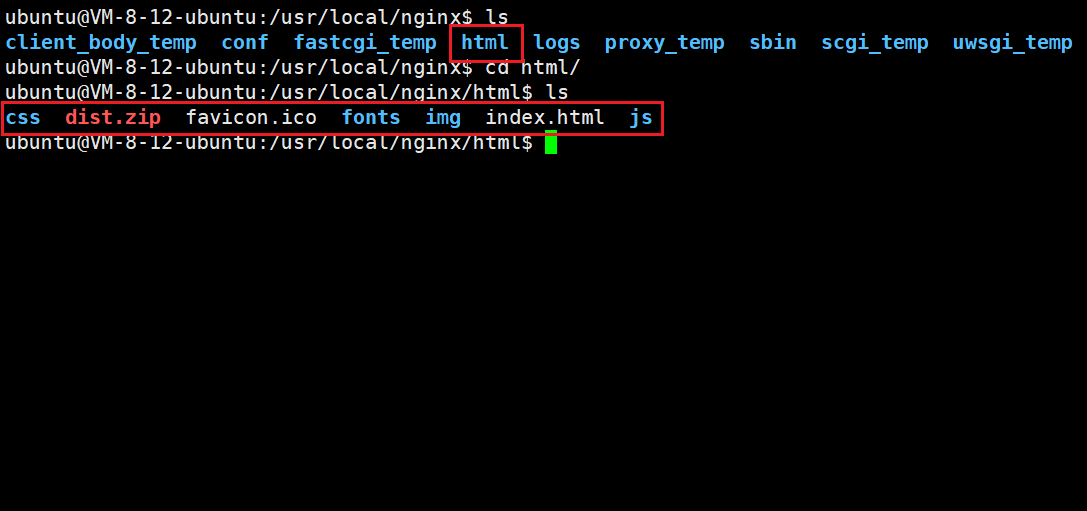 ubuntu@VM-8-12-ubuntu:/usr/local/nginx$ ls
client_body_temp  conf  fastcgi_temp  html  logs  proxy_temp  sbin  scgi_temp  uwsgi_temp
ubuntu@VM-8-12-ubuntu:/usr/local/nginx$ cd html/
ubuntu@VM-8-12-ubuntu:/usr/local/nginx/html$ ls
css  dist.zip  favicon.ico  fonts  img  index.html  js
ubuntu@VM-8-12-ubuntu:/usr/local/nginx/html$